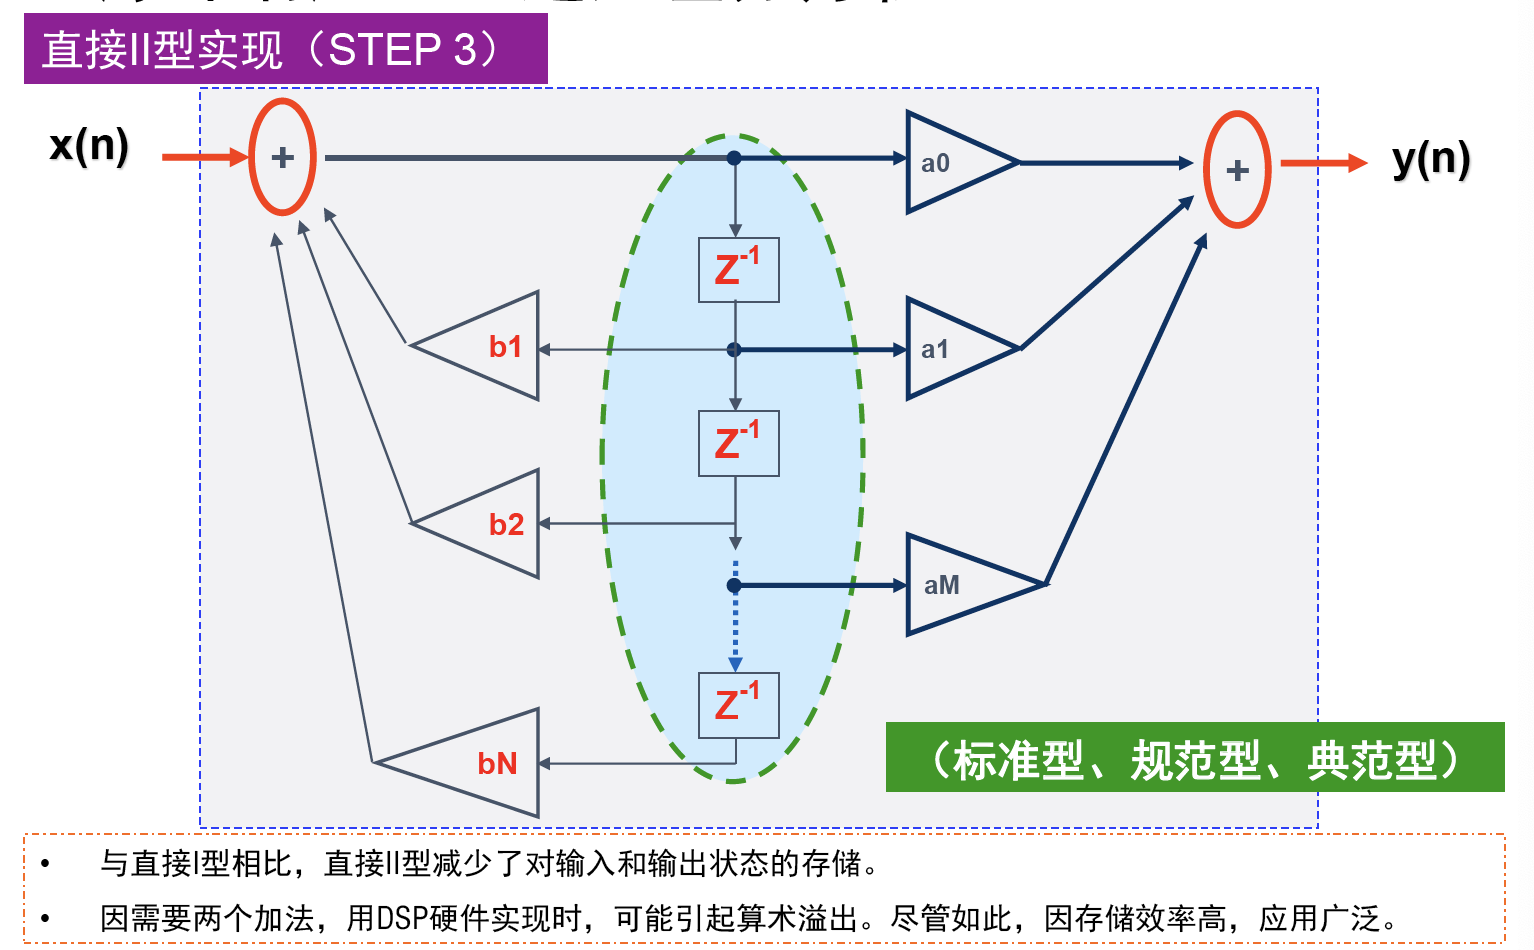 直接II型实现（STEP 3）
x(n)
+
a0
+
y(n)
Z-1
b1
a1
Z-1
b2
aM
Z-1
bN
（标准型、规范型、典范型）
• 与直接I型相比，直接II型减少了对输入和输出状态的存储。
• 因需要两个加法，用DSP硬件实现时，可能引起算术溢出。尽管如此，因存储效率高，应用广泛。